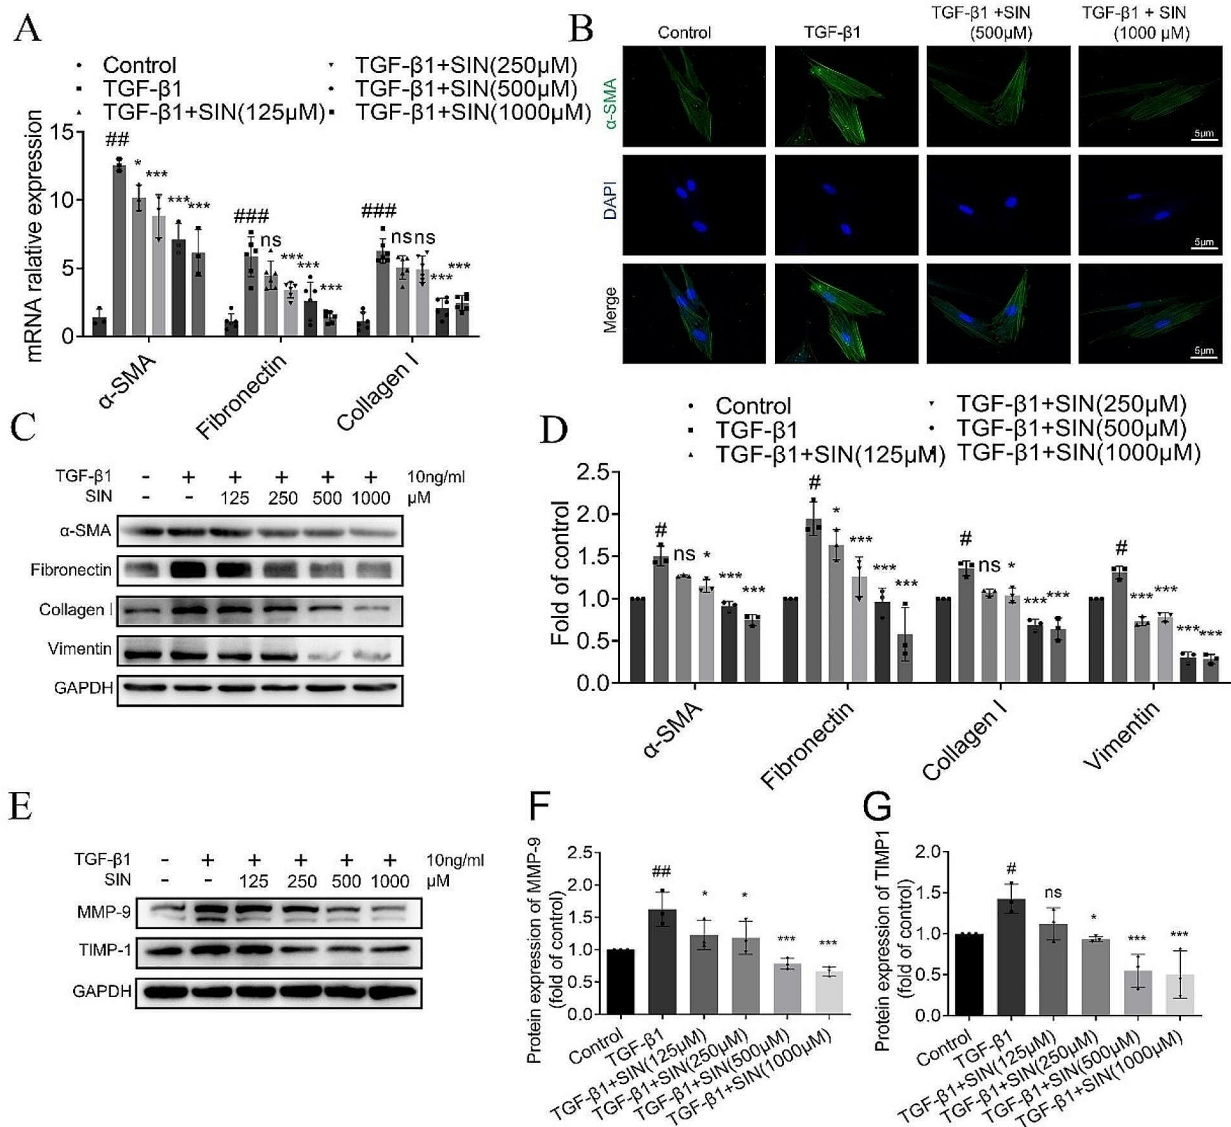 A
Control
TGF-β1
TGF-β1+SIN(125μM)
TGF-β1+SIN(250μM)
TGF-β1+SIN(500μM)
TGF-β1+SIN(1000μM)
mRNA ralative expression
15
10
5
0
## * *** *** ***
### ns *** *** ***
### ns ns *** ***
α-SMA
Fibronectin
Collagen I
B
Control
TGF-β1
TGF-β1 +SIN
(500μM)
TGF-β1 + SIN
(1000 μM)
α-SMA
5μm
DAPI
5μm
Merge
5μm
C
TGF-β1 - + + + + + 10ng/ml
SIN - - 125 250 500 1000 μM
α-SMA
Fibronectin
Collagen I
Vimentin
GAPDH
D
Control
TGF-β1
TGF-β1+SIN(125μM)
TGF-β1+SIN(250μM)
TGF-β1+SIN(500μM)
TGF-β1+SIN(1000μM)
Fold of control
2.5
2.0
1.5
1.0
0.5
0.0
# ns * *** ***
# * *** *** ***
# ns * *** ***
# *** *** *** ***
α-SMA
Fibronectin
Collagen I
Vimentin
E
TGF-β1 - + + + + + 10ng/ml
SIN - - 125 250 500 1000 μM
MMP-9
TIMP-1
GAPDH
F
Protein expression of MMP-9
(fold of control)
2.5
2.0
1.5
1.0
0.5
0.0
## * * *** ***
Control
TGF-β1
TGF-β1+SIN(125μM)
TGF-β1+SIN(250μM)
TGF-β1+SIN(500μM)
TGF-β1+SIN(1000μM)
G
Protein expression of TIMP1
(fold of control)
2.0
1.5
1.0
0.5
0.0
# ns * *** ***
Control
TGF-β1
TGF-β1+SIN(125μM)
TGF-β1+SIN(250μM)
TGF-β1+SIN(500μM)
TGF-β1+SIN(1000μM)